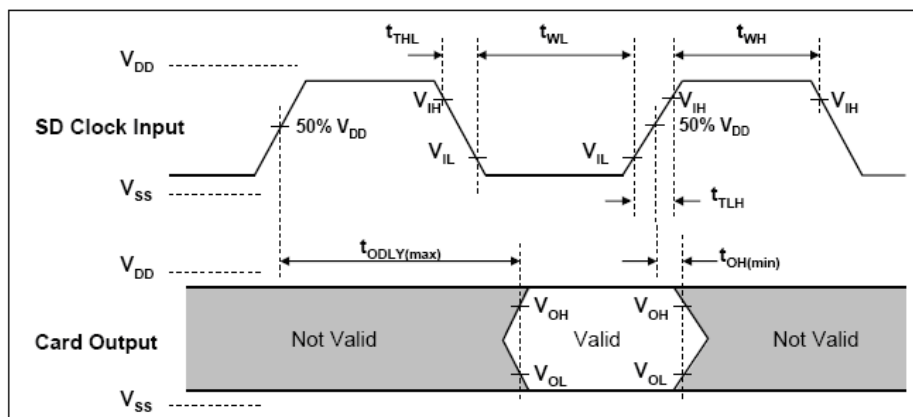 t_THL t_WL t_WH
V_DD
V_IH V_IH V_IH
SD Clock Input 50% V_DD 50% V_DD
V_IL V_IL
V_SS t_TLH
V_DD t_ODLY(max) t_OH(min)
V_OH V_OH
Card Output Not Valid Valid Not Valid
V_OL V_OL
V_SS